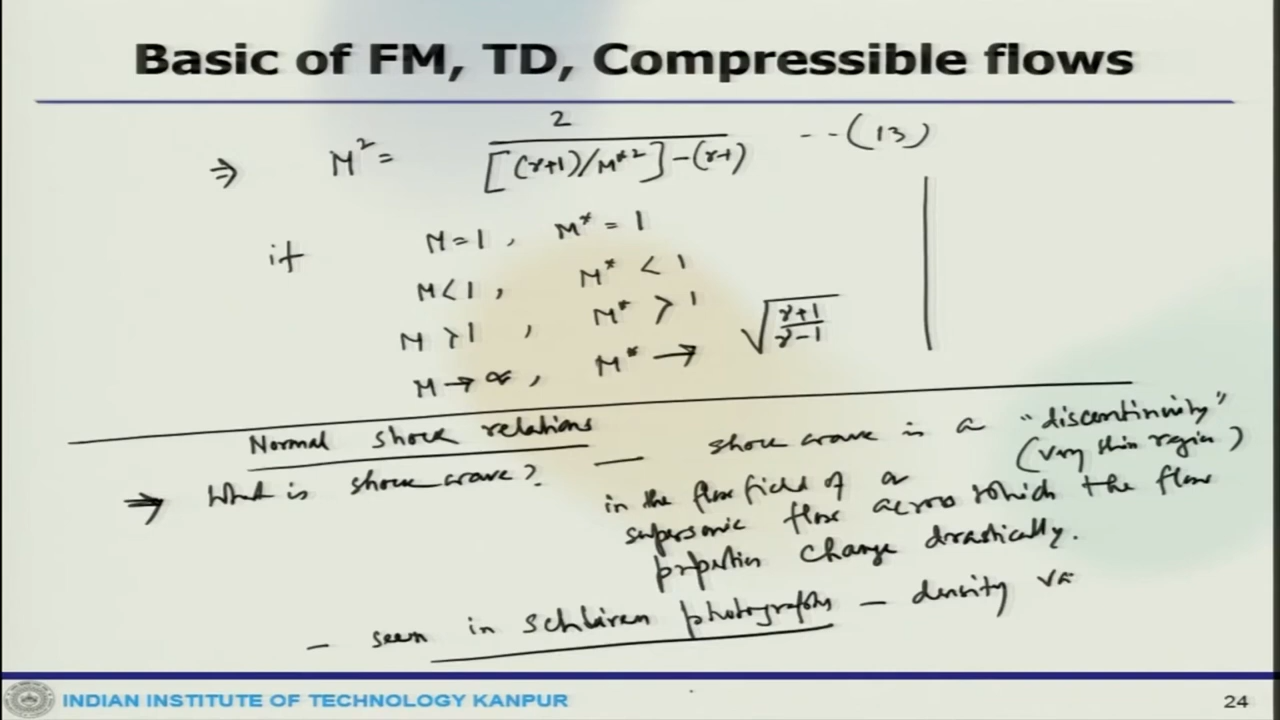 Basic of FM, TD, Compressible flows
⇒ M² = 2 / [(γ+1)/M*²] - (γ-1) --(13)
if M=1, M* = 1
M<1, M* < 1
M>1, M* > 1
M→∞, M* → √(γ+1/γ-1)
Normal shock relations
⇒ What is shock wave? — shock wave is a "discontinuity"
(very thin region)
in the flow field of a
supersonic flow across which the flow
properties change drastically.
- seen in Schliren photography - density va
INDIAN INSTITUTE OF TECHNOLOGY KANPUR
24